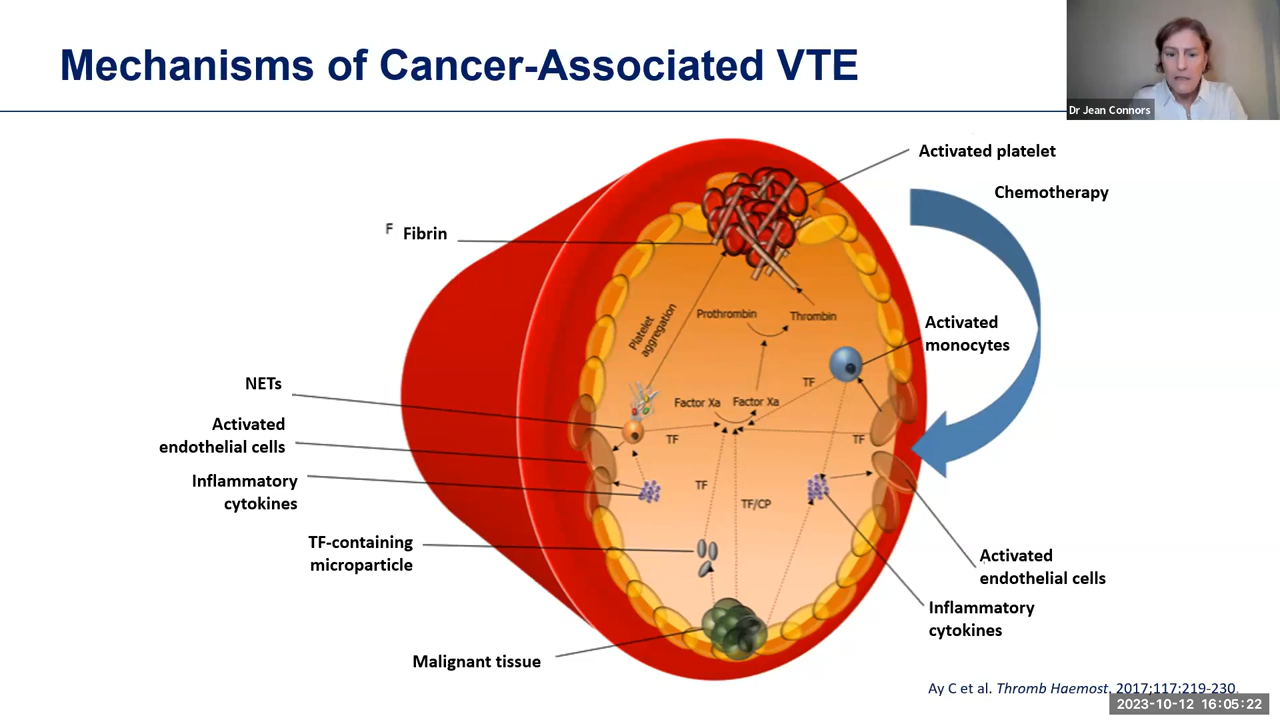 Mechanisms of Cancer-Associated VTE
Dr Jean Connors
Activated platelet
Chemotherapy
F Fibrin
Platelet
aggregation
Prothrombin
Thrombin
Activated
monocytes
TF
NETs
Factor Xa
Factor Xa
Activated
endothelial cells
TF
TF
Inflammatory
cytokines
TF
TF/CP
TF-containing
microparticle
Activated
endothelial cells
Inflammatory
cytokines
Malignant tissue
Ay C et al. Thromb Haemost. 2017;117:219-230.
2023-10-12 16:05:22